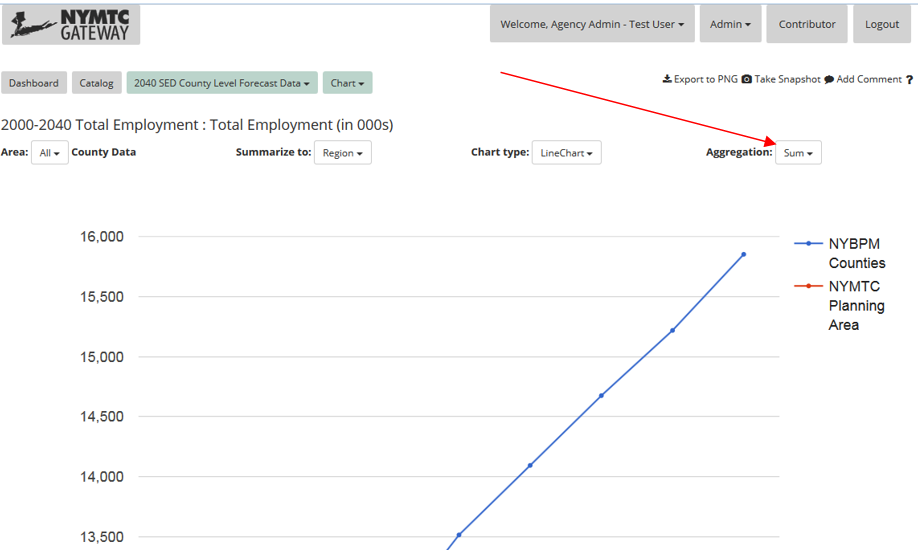 NYMTC
GATEWAY
Welcome, Agency Admin - Test User
Admin
Contributor
Logout
Dashboard
Catalog
2040 SED County Level Forecast Data
Chart
Export to PNG Take Snapshot Add Comment ?
2000-2040 Total Employment : Total Employment (in 000s)
Area: All County Data
Summarize to: Region
Chart type: LineChart
Aggregation: Sum
16,000
15,500
15,000
14,500
14,000
13,500
NYBPM
Counties
NYMTC
Planning
Area